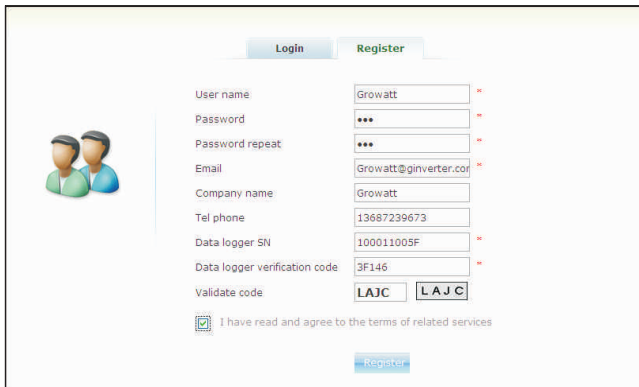 Login Register
User name Growatt *
Password ••• *
Password repeat ••• *
Email Growatt@ginverter.cor *
Company name Growatt
Tel phone 13687239673
Data logger SN 100011005F *
Data logger verification code 3F146 *
Validate code LAJC LAJC
I have read and agree to the terms of related services
Register